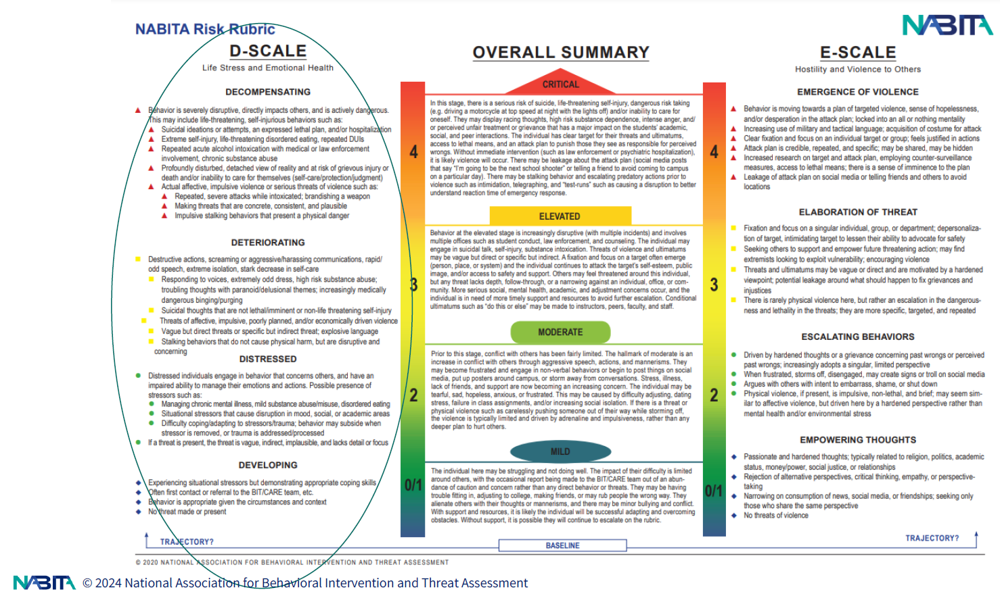 NABITA Risk Rubric
NABITA
D-SCALE
Life Stress and Emotional Health
DECOMPENSATING
Behavior is severely disruptive, directly impacts others, and is actively dangerous.
This may include life-threatening, self-injurious behaviors such as:
Suicidal ideations or attempts, an expressed lethal plan, and/or hospitalization
Extreme self-injury, life-threatening disordered eating, repeated DUIs
Repeated acute alcohol intoxication with medical or law enforcement
involvement, chronic substance abuse
Profoundly disturbed, detached view of reality and at risk of grievous injury or
death and/or inability to care for themselves (self-care/protection/judgment)
Actual affective, impulsive violence or serious threats of violence such as:
Repeated, severe attacks while intoxicated; brandishing a weapon
Making threats that are concrete, consistent, and plausible
Impulsive stalking behaviors that present a physical danger
DETERIORATING
Destructive actions, screaming or aggressive/harassing communications, rapid/
odd speech, extreme isolation, stark decrease in self-care
Responding to voices, extremely odd dress, high risk substance abuse;
troubling thoughts with paranoid/delusional themes; increasingly medically
dangerous binging/purging
Suicidal thoughts that are not lethal/imminent or non-life threatening self-injury
Threats of affective, impulsive, poorly planned, and/or economically driven violence
Vague but direct threats or specific but indirect threat; explosive language
Stalking behaviors that do not cause physical harm, but are disruptive and
concerning
DISTRESSED
Distressed individuals engage in behavior that concerns others, and have an
impaired ability to manage their emotions and actions. Possible presence of
stressors such as:
Managing chronic mental illness, mild substance abuse/misuse, disordered eating
Situational stressors that cause disruption in mood, social, or academic areas
Difficulty coping/adapting to stressors/trauma; behavior may subside when
stressor is removed, or trauma is addressed/processed
If a threat is present, the threat is vague, indirect, implausible, and lacks detail or focus
DEVELOPING
Experiencing situational stressors but demonstrating appropriate coping skills
Often first contact or referral to the BIT/CARE team, etc.
Behavior is appropriate given the circumstances and context
No threat made or present
TRAJECTORY?
4
3
2
0/1
OVERALL SUMMARY
CRITICAL
In this stage, there is a serious risk of suicide, life-threatening self-injury, dangerous risk taking
(e.g. driving a motorcycle at top speed at night with the lights off) and/or inability to care for
oneself. They may display racing thoughts, high risk substance dependence, intense anger, and/
or perceived unfair treatment or grievance that has a major impact on the students' academic,
social, and peer interactions. The individual has clear target for their threats and ultimatums,
access to lethal means, and an attack plan to punish those they see as responsible for perceived
wrongs. Without immediate intervention (such as law enforcement or psychiatric hospitalization),
it is likely violence will occur. There may be leakage about the attack plan (social media posts
that say "I'm going to be the next school shooter" or telling a friend to avoid coming to campus
on a particular day). There may be stalking behavior and escalating predatory actions prior to
violence such as intimidation, telegraphing, and "test-runs" such as causing a disruption to better
understand reaction time of emergency response.
ELEVATED
Behavior at the elevated stage is increasingly disruptive (with multiple incidents) and involves
multiple offices such as student conduct, law enforcement, and counseling. The individual may
engage in suicidal talk, self-injury, substance intoxication. Threats of violence and ultimatums
may be vague but direct or specific but indirect. A fixation and focus on a target often emerge
(person, place, or system) and the individual continues to attack the target's self-esteem, public
image, and/or access to safety and support. Others may feel threatened around this individual,
but any threat lacks depth, follow-through, or a narrowing against an individual, office, or com-
munity. More serious social, mental health, academic, and adjustment concerns occur, and the
individual is in need of more timely support and resources to avoid further escalation. Conditional
ultimatums such as "do this or else" may be made to instructors, peers, faculty, and staff.
MODERATE
Prior to this stage, conflict with others has been fairly limited. The hallmark of moderate is an
increase in conflict with others through aggressive speech, actions, and mannerisms. They
may become frustrated and engage in non-verbal behaviors or begin to post things on social
media, put up posters around campus, or storm away from conversations. Stress, illness,
lack of friends, and support are now becoming an increasing concern. The individual may be
tearful, sad, hopeless, anxious, or frustrated. This may be caused by difficulty adjusting, dating
stress, failure in class assignments, and/or increasing social isolation. If there is a threat or
physical violence such as carelessly pushing someone out of their way while storming off,
the violence is typically limited and driven by adrenaline and impulsiveness, rather than any
deeper plan to hurt others.
MILD
The individual here may be struggling and not doing well. The impact of their difficulty is limited
around others, with the occasional report being made to the BIT/CARE team out of an abun-
dance of caution and concern rather than any direct behavior or threats. They may be having
trouble fitting in, adjusting to college, making friends, or may rub people the wrong way. They
alienate others with their thoughts or mannerisms, and there may be minor bullying and conflict.
With support and resources, it is likely the individual will be successful adapting and overcoming
obstacles. Without support, it is possible they will continue to escalate on the rubric.
BASELINE
4
3
2
0/1
E-SCALE
Hostility and Violence to Others
EMERGENCE OF VIOLENCE
Behavior is moving towards a plan of targeted violence, sense of hopelessness,
and/or desperation in the attack plan; locked into an all or nothing mentality
Increasing use of military and tactical language; acquisition of costume for attack
Clear fixation and focus on an individual target or group; feels justified in actions
Attack plan is credible, repeated, and specific; may be shared, may be hidden
Increased research on target and attack plan, employing counter-surveillance
measures, access to lethal means; there is a sense of imminence to the plan
Leakage of attack plan on social media or telling friends and others to avoid
locations
ELABORATION OF THREAT
Fixation and focus on a singular individual, group, or department; depersonaliza-
tion of target, intimidating target to lessen their ability to advocate for safety
Seeking others to support and empower future threatening action; may find
extremists looking to exploit vulnerability; encouraging violence
Threats and ultimatums may be vague or direct and are motivated by a hardened
viewpoint; potential leakage around what should happen to fix grievances and
injustices
There is rarely physical violence here, but rather an escalation in the dangerous-
ness and lethality in the threats; they are more specific, targeted, and repeated
ESCALATING BEHAVIORS
Driven by hardened thoughts or a grievance concerning past wrongs or perceived
past wrongs; increasingly adopts a singular, limited perspective
When frustrated, storms off, disengaged, may create signs or troll on social media
Argues with others with intent to embarrass, shame, or shut down
Physical violence, if present, is impulsive, non-lethal, and brief; may seem sim-
ilar to affective violence, but driven here by a hardened perspective rather than
mental health and/or environmental stress
EMPOWERING THOUGHTS
Passionate and hardened thoughts; typically related to religion, politics, academic
status, money/power, social justice, or relationships
Rejection of alternative perspectives, critical thinking, empathy, or perspective-
taking
Narrowing on consumption of news, social media, or friendships; seeking only
those who share the same perspective
No threats of violence
TRAJECTORY?
© 2020 NATIONAL ASSOCIATION FOR BEHAVIORAL INTERVENTION AND THREAT ASSESSMENT
NABITA © 2024 National Association for Behavioral Intervention and Threat Assessment